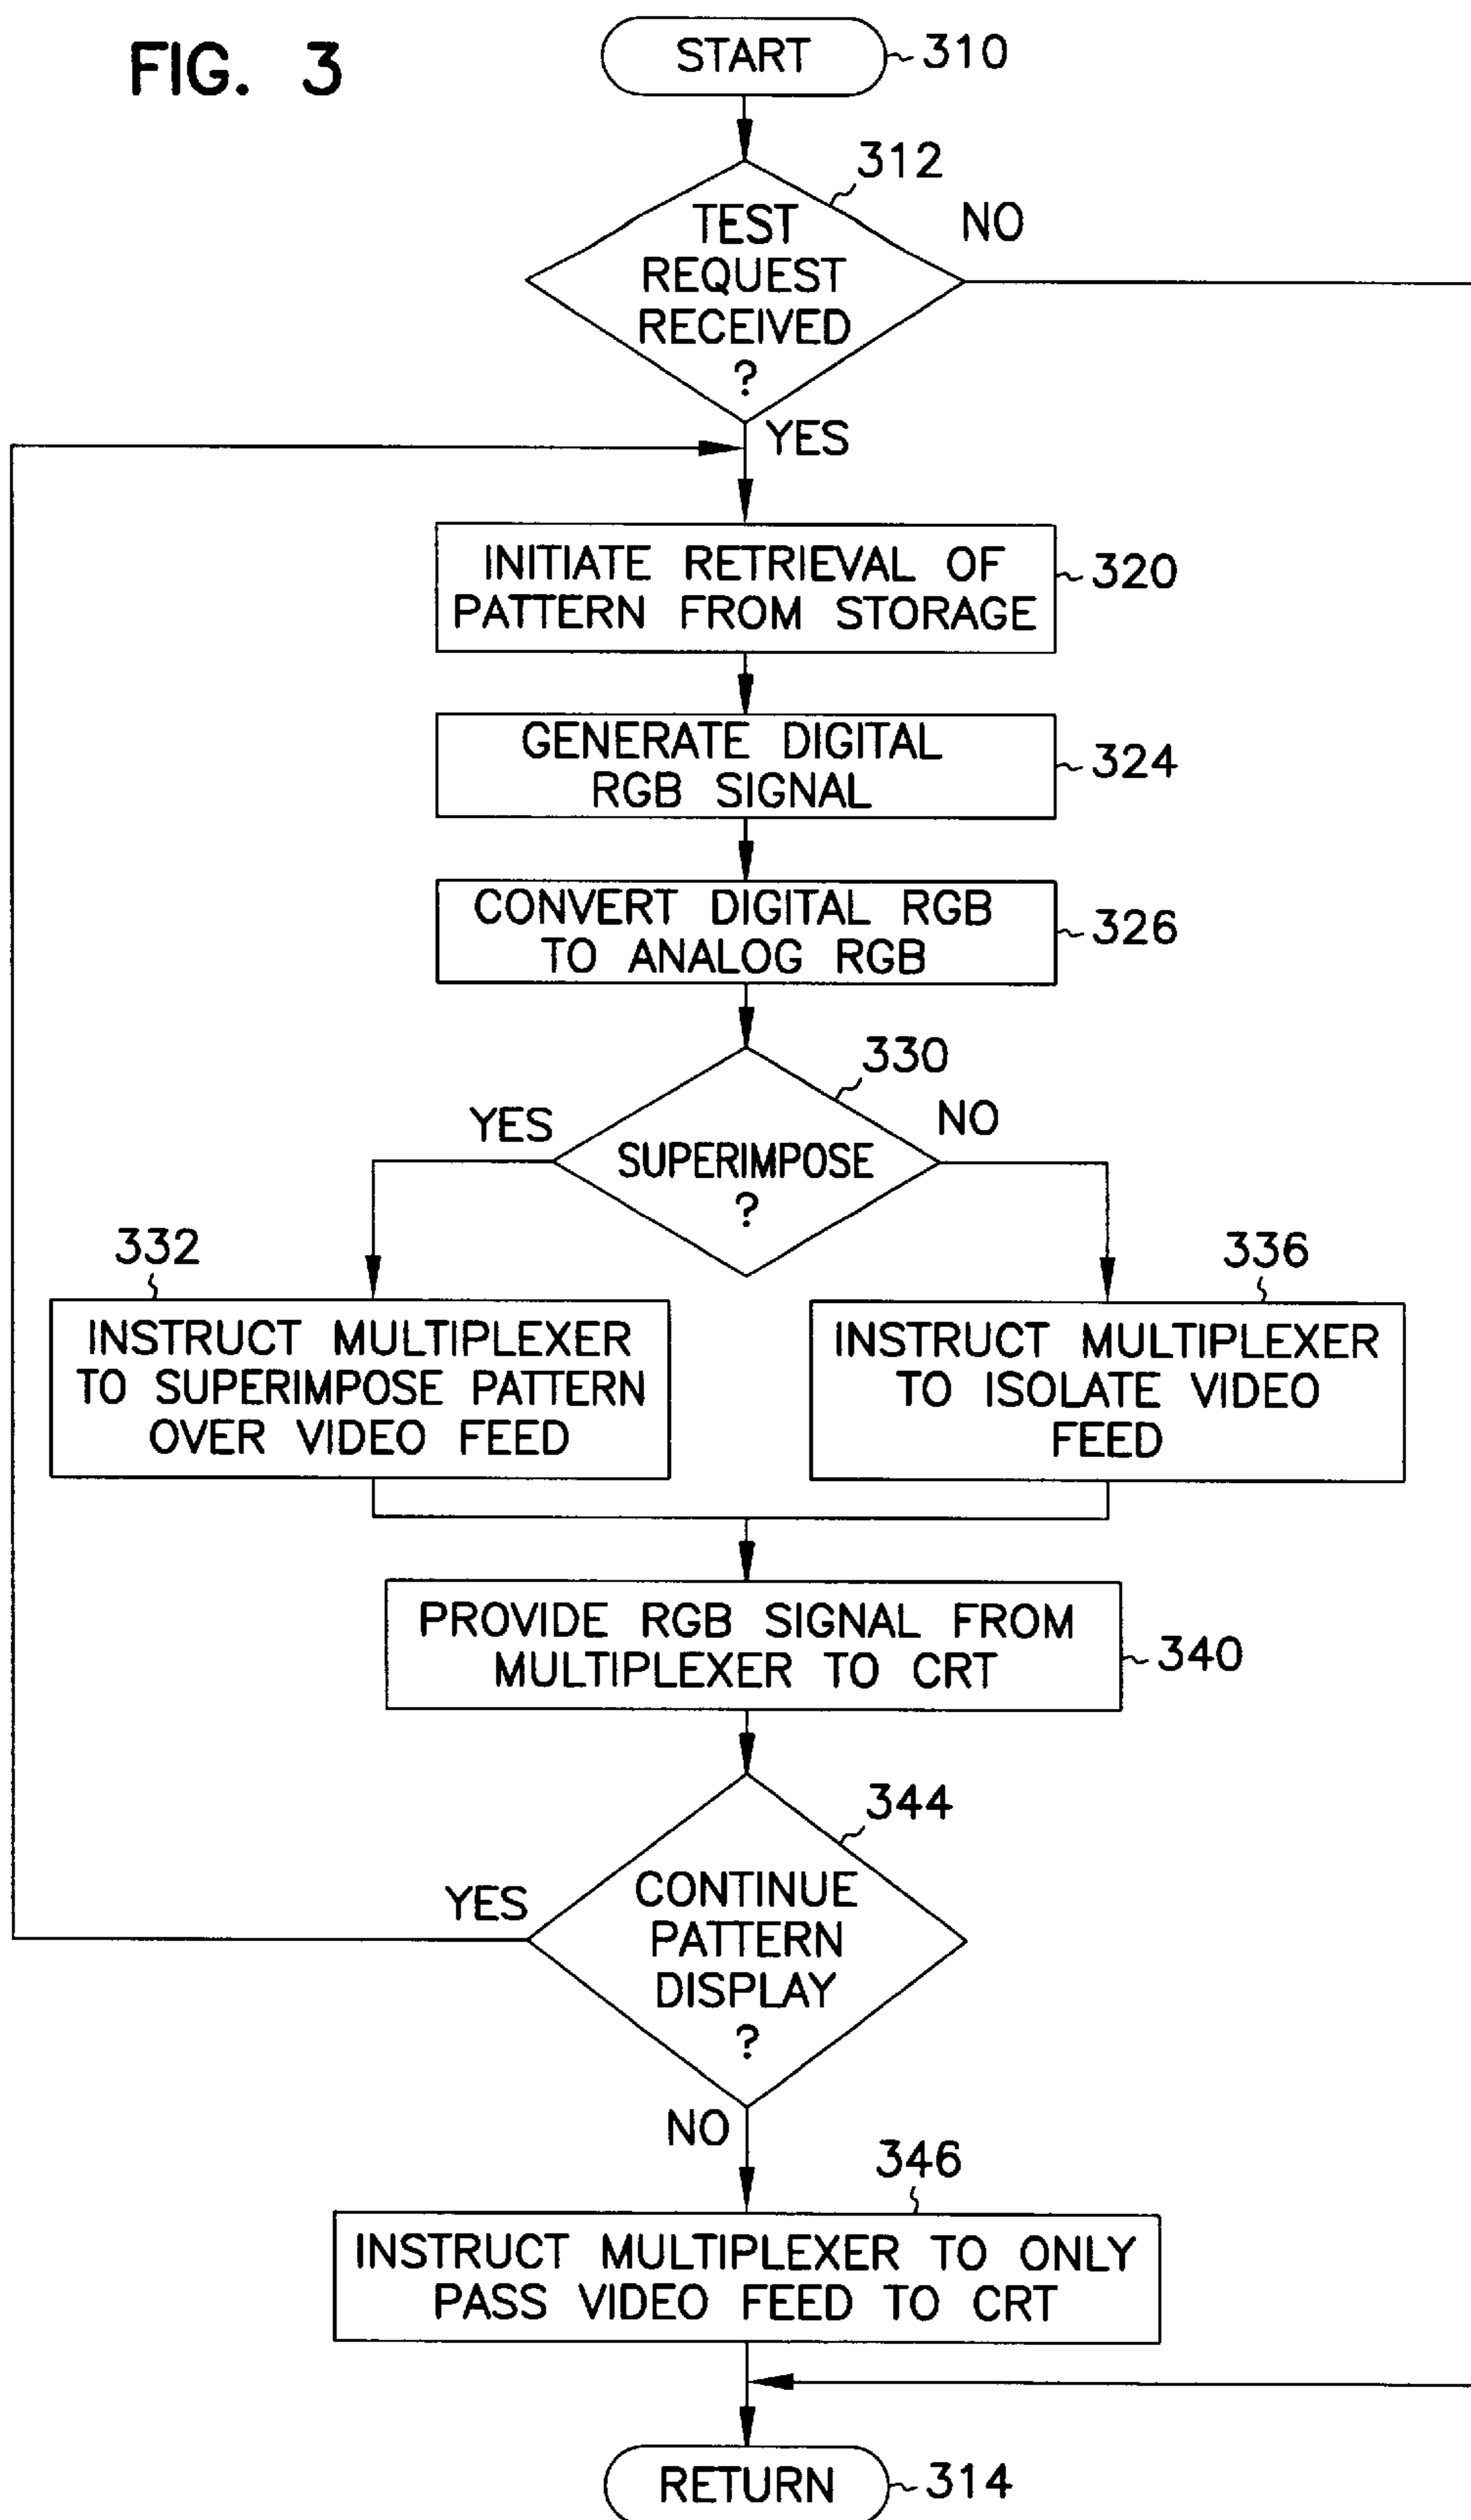 FIG. 3
START
310
312
TEST
REQUEST
RECEIVED
?
NO
YES
INITIATE RETRIEVAL OF
PATTERN FROM STORAGE
320
GENERATE DIGITAL
RGB SIGNAL
324
CONVERT DIGITAL RGB
TO ANALOG RGB
326
330
YES
NO
SUPERIMPOSE
?
332
INSTRUCT MULTIPLEXER
TO SUPERIMPOSE PATTERN
OVER VIDEO FEED
336
INSTRUCT MULTIPLEXER
TO ISOLATE VIDEO
FEED
PROVIDE RGB SIGNAL FROM
MULTIPLEXER TO CRT
340
344
YES
CONTINUE
PATTERN
DISPLAY
?
NO
346
INSTRUCT MULTIPLEXER TO ONLY
PASS VIDEO FEED TO CRT
RETURN
314